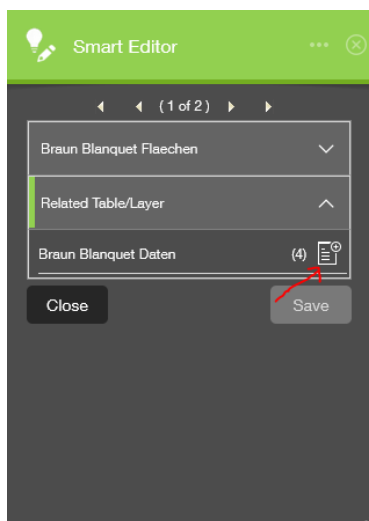 Smart Editor
(1 of 2)
Braun Blanquet Flaechen
Related Table/Layer
Braun Blanquet Daten (4)
Close Save